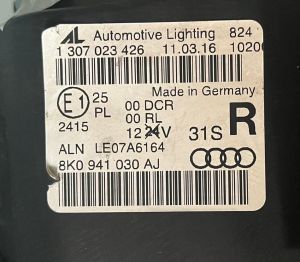 AL Automotive Lighting 824
1 307 023 426 11.03.16 1020
Made in Germany
E1 25 00 DCR
PL 00 RL
2415 12 24V 31S R
ALN LE07A6164
8K0 941 030 AJ